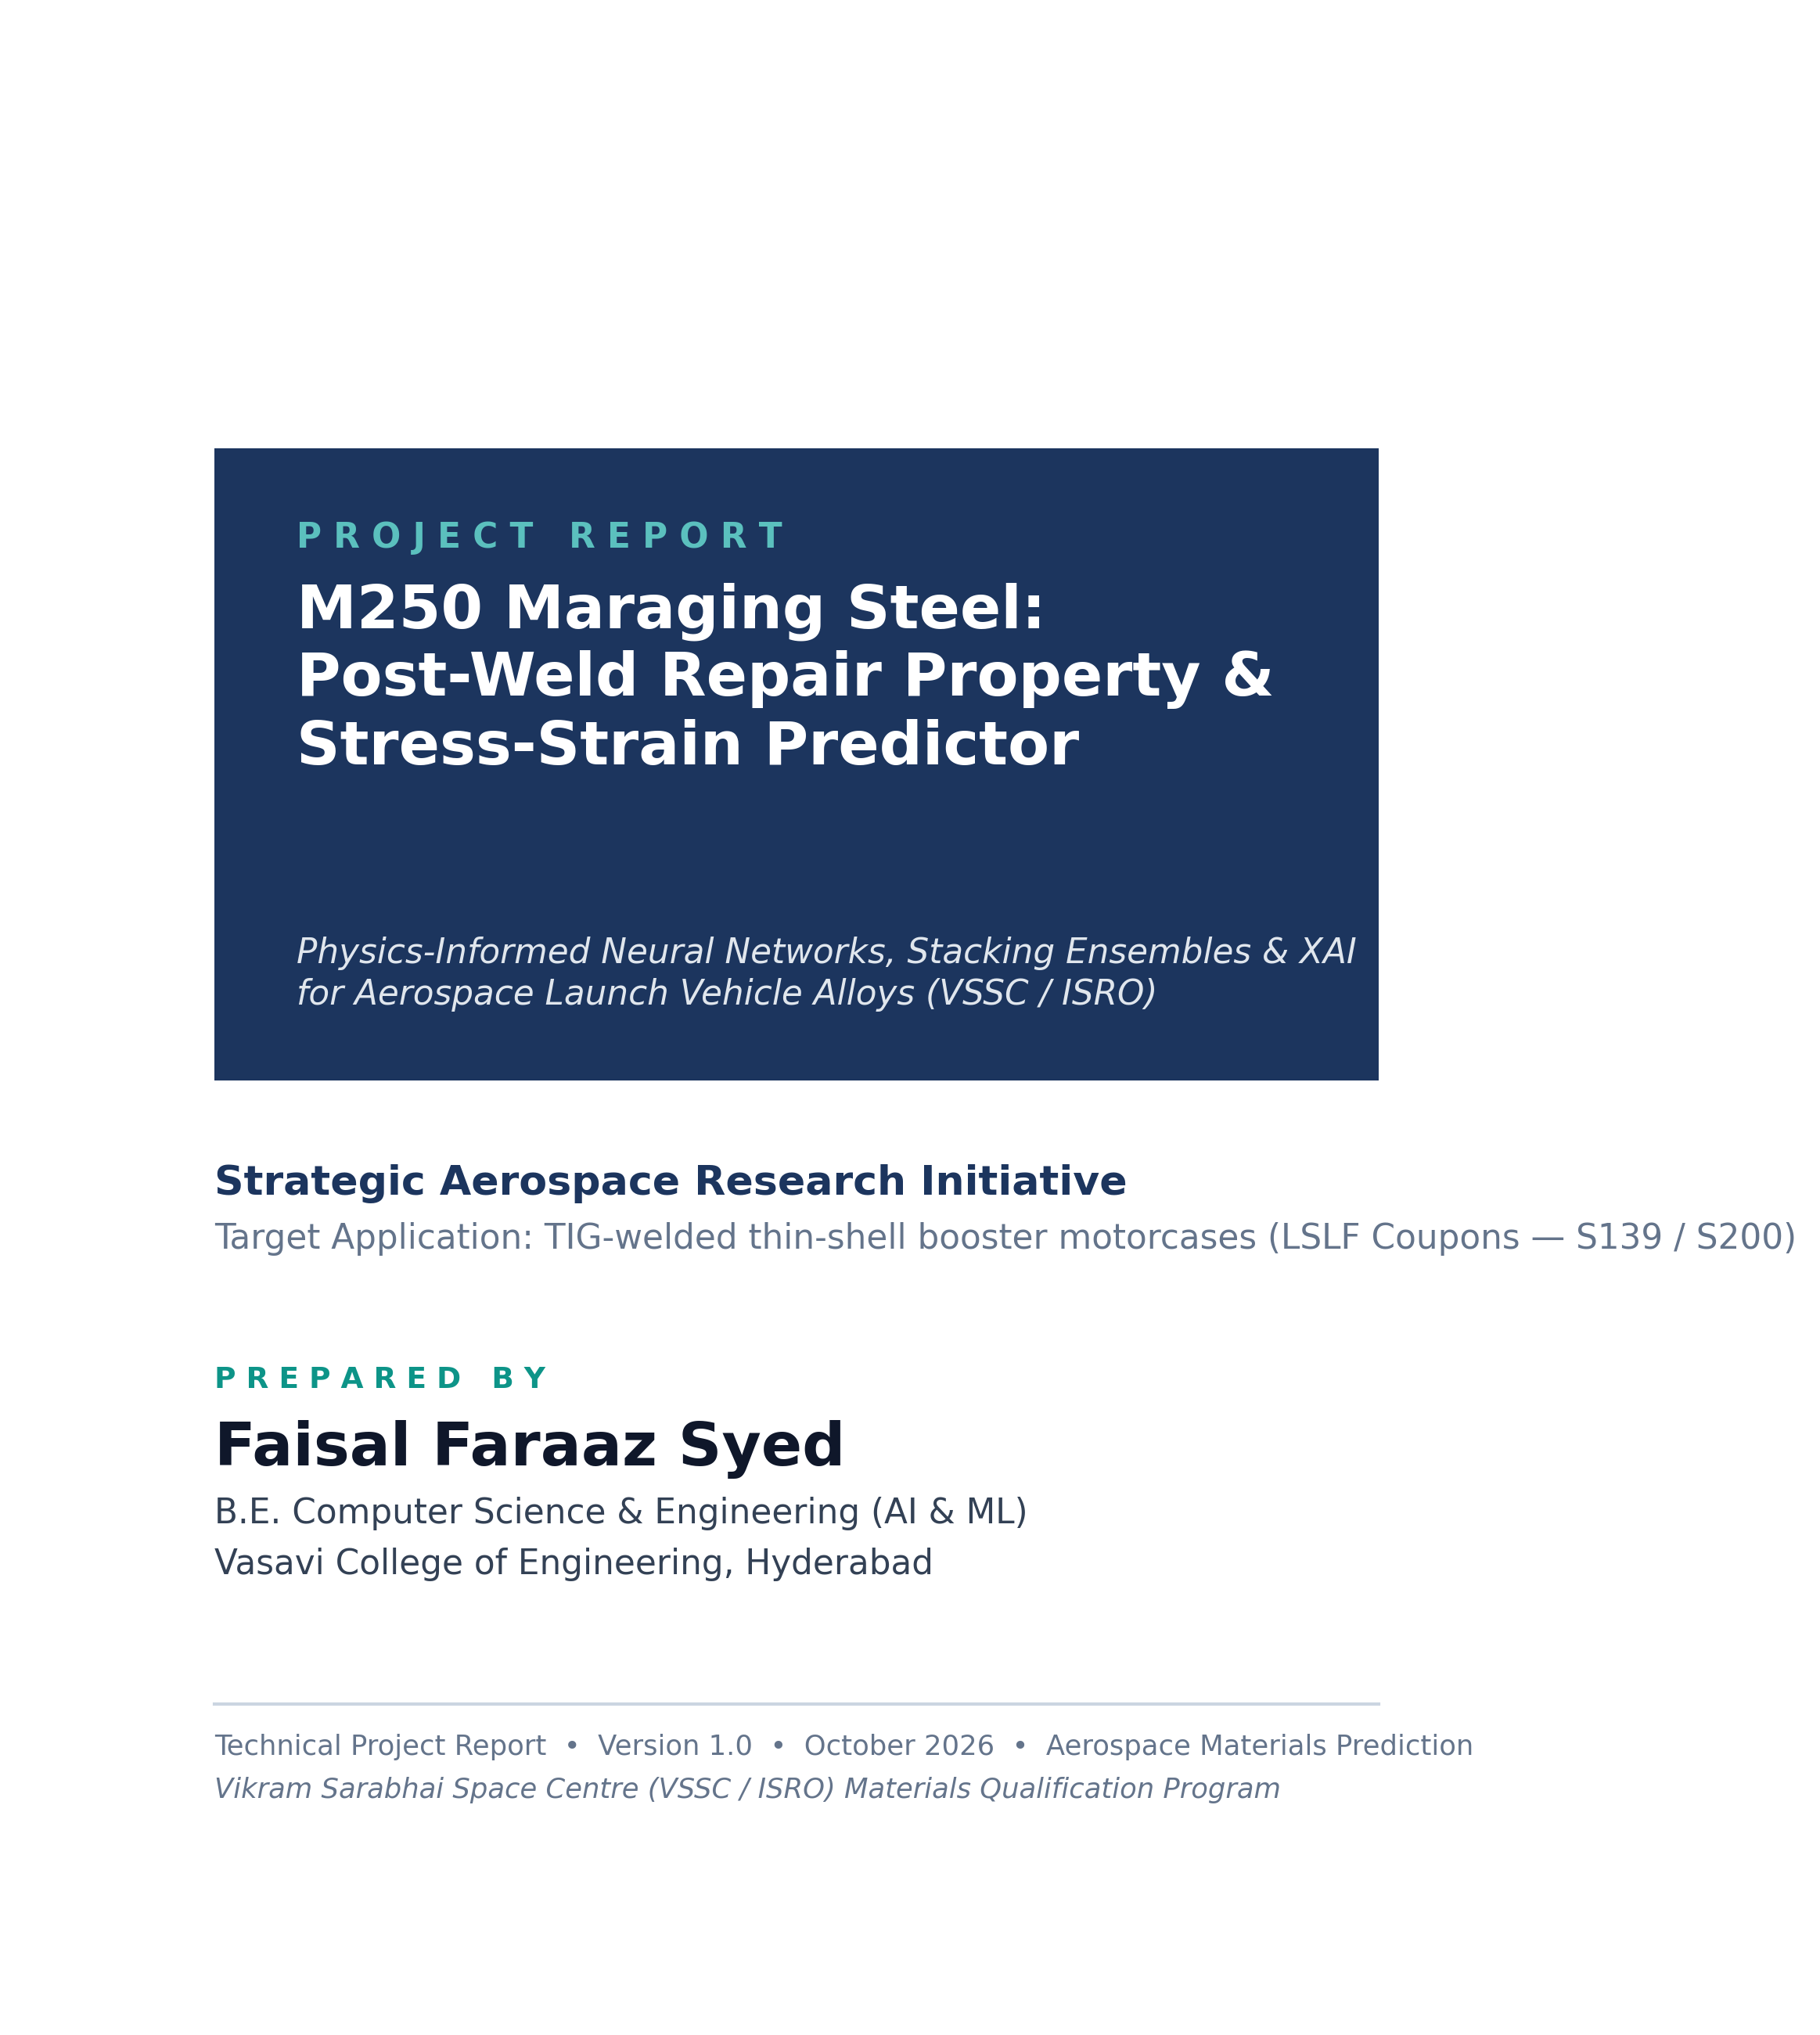 PROJECT REPORT
M250 Maraging Steel:
Post-Weld Repair Property &
Stress-Strain Predictor
Physics-Informed Neural Networks, Stacking Ensembles & XAI
for Aerospace Launch Vehicle Alloys (VSSC / ISRO)
Strategic Aerospace Research Initiative
Target Application: TIG-welded thin-shell booster motorcases (LSLF Coupons — S139 / S200)
PREPARED BY
Faisal Faraaz Syed
B.E. Computer Science & Engineering (AI & ML)
Vasavi College of Engineering, Hyderabad
Technical Project Report • Version 1.0 • October 2026 • Aerospace Materials Prediction
Vikram Sarabhai Space Centre (VSSC / ISRO) Materials Qualification Program